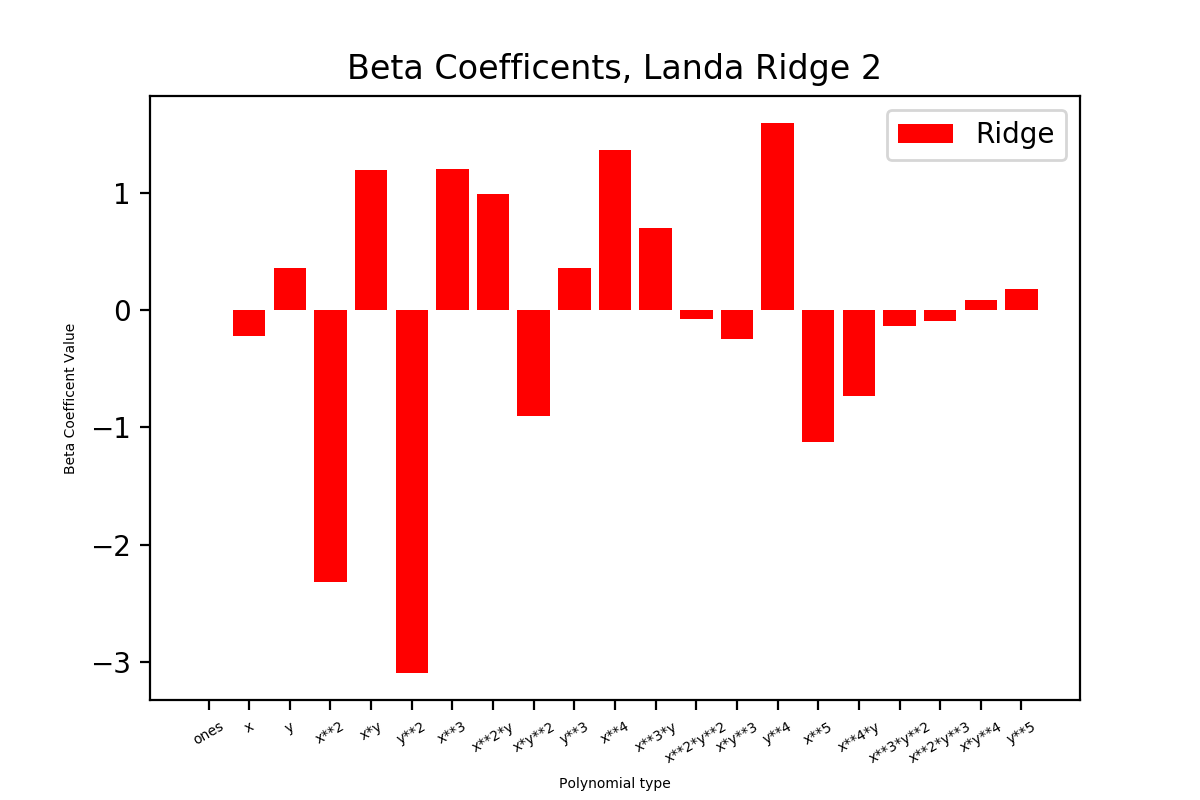 Beta Coefficents, Landa Ridge 2
Ridge
1
0
−1
−2
−3
Beta Coefficent Value
ones x y x**2 x*y y**2 x**3 x**2*y x*y**2 y**3 x**4 x**3*y x**2*y**2 x*y**3 y**4 x**5 x**4*y x**3*y**2 x**2*y**3 x*y**4 y**5
Polynomial type